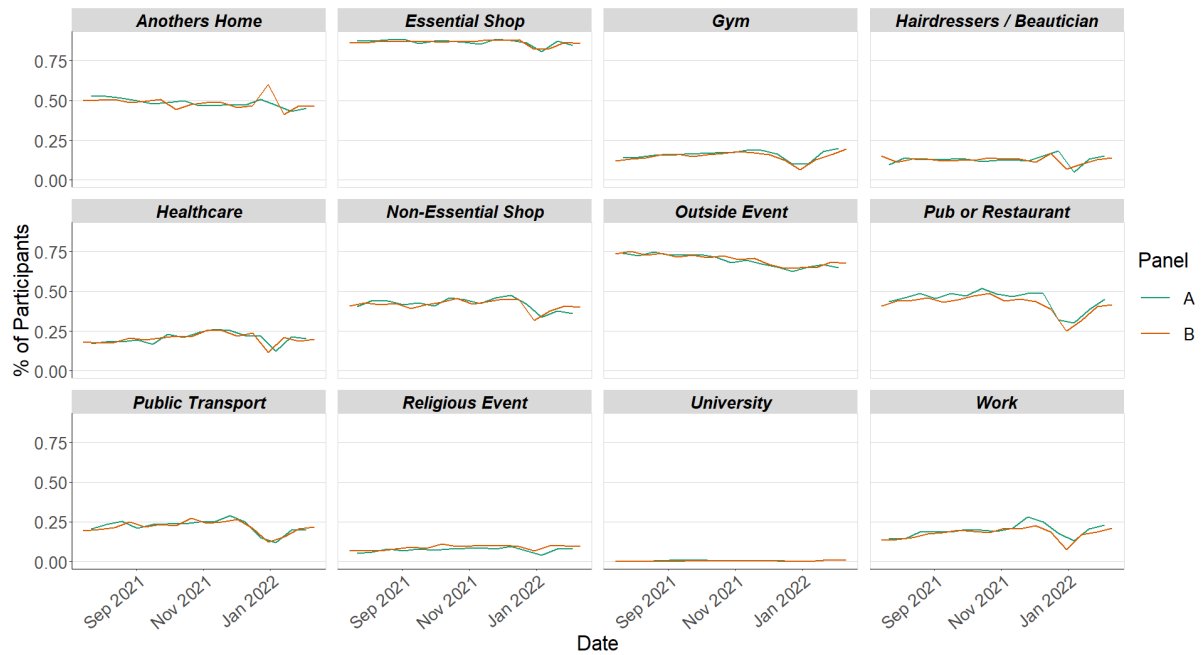 Anothers Home
Essential Shop
Gym
Hairdressers / Beautician
0.75
0.50
0.25
0.00
Healthcare
Non-Essential Shop
Outside Event
Pub or Restaurant
0.75
0.50
0.25
0.00
Public Transport
Religious Event
University
Work
0.75
0.50
0.25
0.00
Sep 2021
Nov 2021
Jan 2022
Sep 2021
Nov 2021
Jan 2022
Sep 2021
Nov 2021
Jan 2022
Sep 2021
Nov 2021
Jan 2022
% of Participants
Date
Panel
A
B